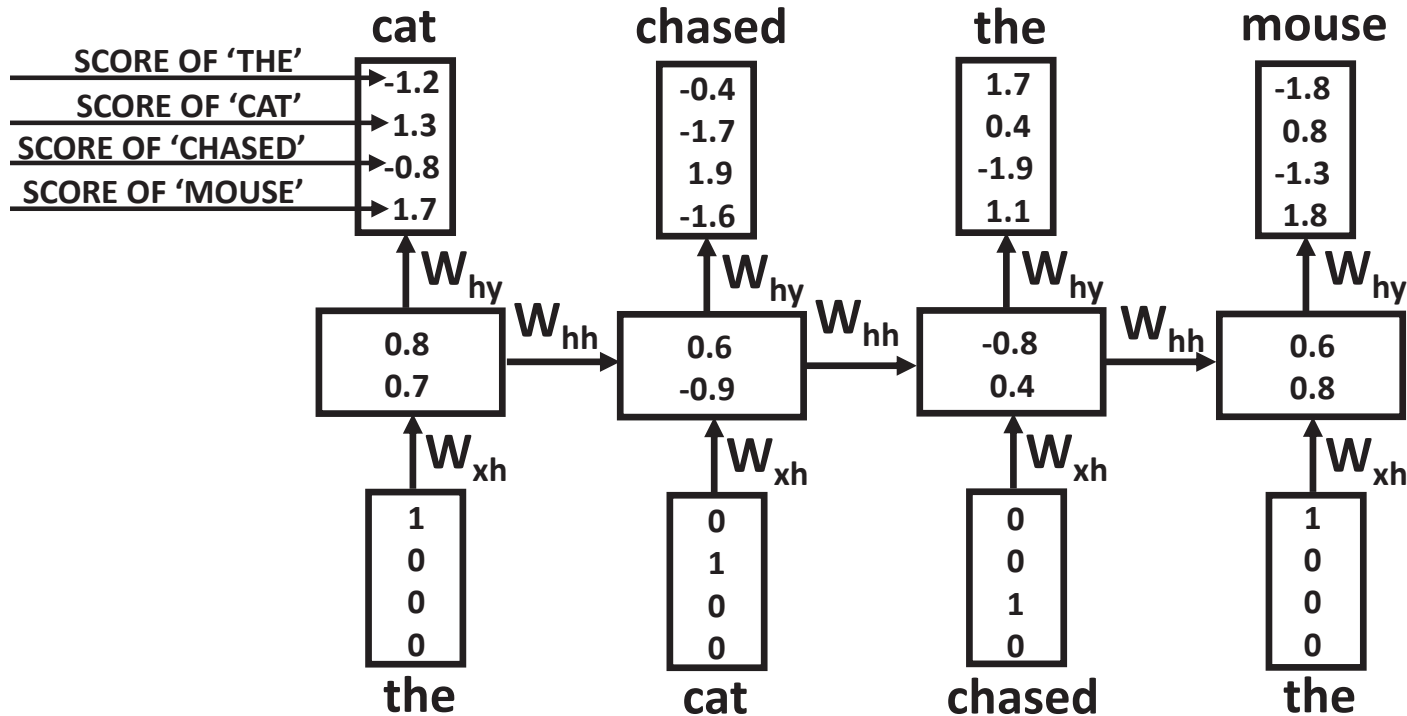 cat chased the mouse
SCORE OF ‘THE’
SCORE OF ‘CAT’
SCORE OF ‘CHASED’
SCORE OF ‘MOUSE’
-1.2 -0.4 1.7 -1.8
1.3 -1.7 0.4 0.8
-0.8 1.9 -1.9 -1.3
1.7 -1.6 1.1 1.8
Why Why Why Why
Whh Whh Whh
0.8 0.6 -0.8 0.6
0.7 -0.9 0.4 0.8
Wxh Wxh Wxh Wxh
1 0 0 1
0 1 0 0
0 0 1 0
0 0 0 0
the cat chased the